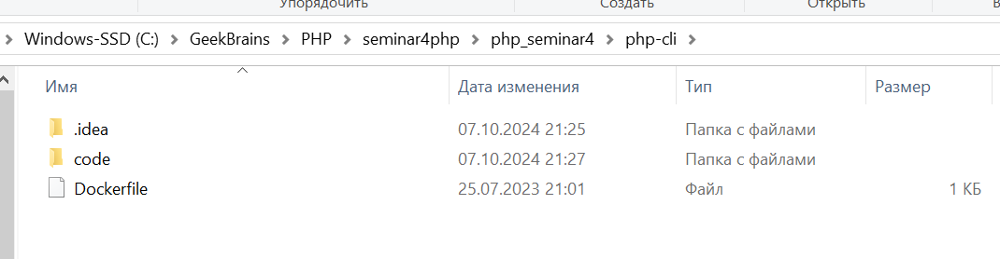 Упорядочить Создать Открыть
Windows-SSD (C:) GeekBrains PHP seminar4php php_seminar4 php-cli
Имя Дата изменения Тип Размер
.idea 07.10.2024 21:25 Папка с файлами
code 07.10.2024 21:27 Папка с файлами
Dockerfile 25.07.2023 21:01 Файл 1 КБ